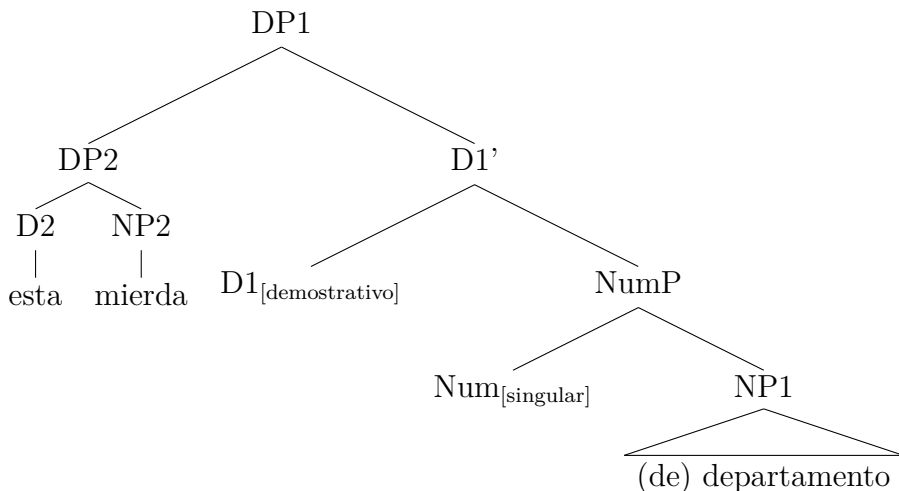 DP1
DP2 D1’
D2 NP2
esta mierda D1[demostrativo] NumP
Num[singular] NP1
(de) departamento